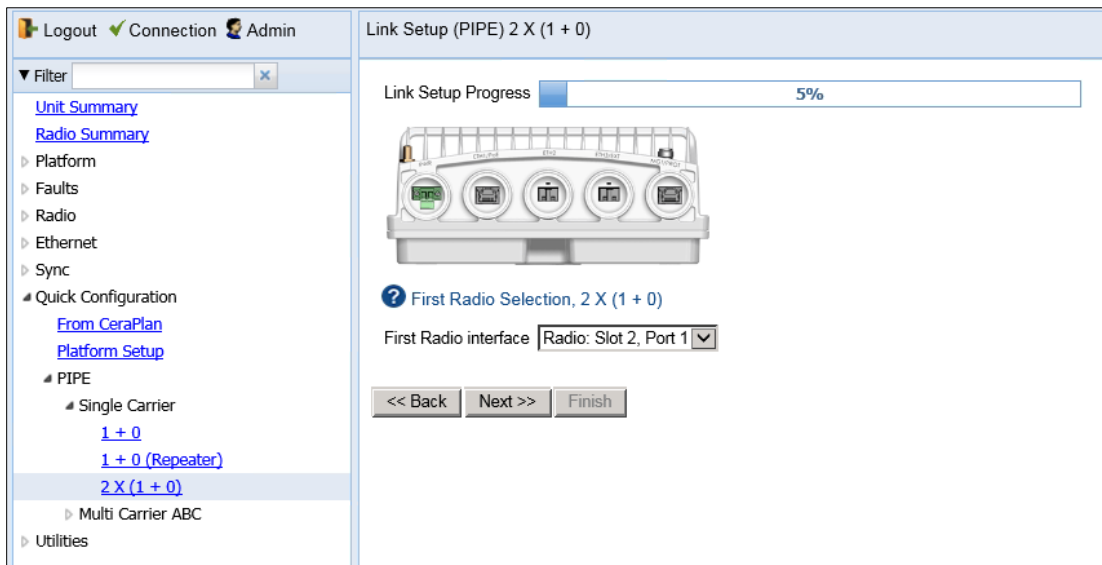 Logout Connection Admin
Filter
Unit Summary
Radio Summary
Platform
Faults
Radio
Ethernet
Sync
Quick Configuration
From CeraPlan
Platform Setup
PIPE
Single Carrier
1 + 0
1 + 0 (Repeater)
2 X (1 + 0)
Multi Carrier ABC
Utilities
Link Setup (PIPE) 2 X (1 + 0)
Link Setup Progress 5%
First Radio Selection, 2 X (1 + 0)
First Radio interface Radio: Slot 2, Port 1
<< Back Next >> Finish